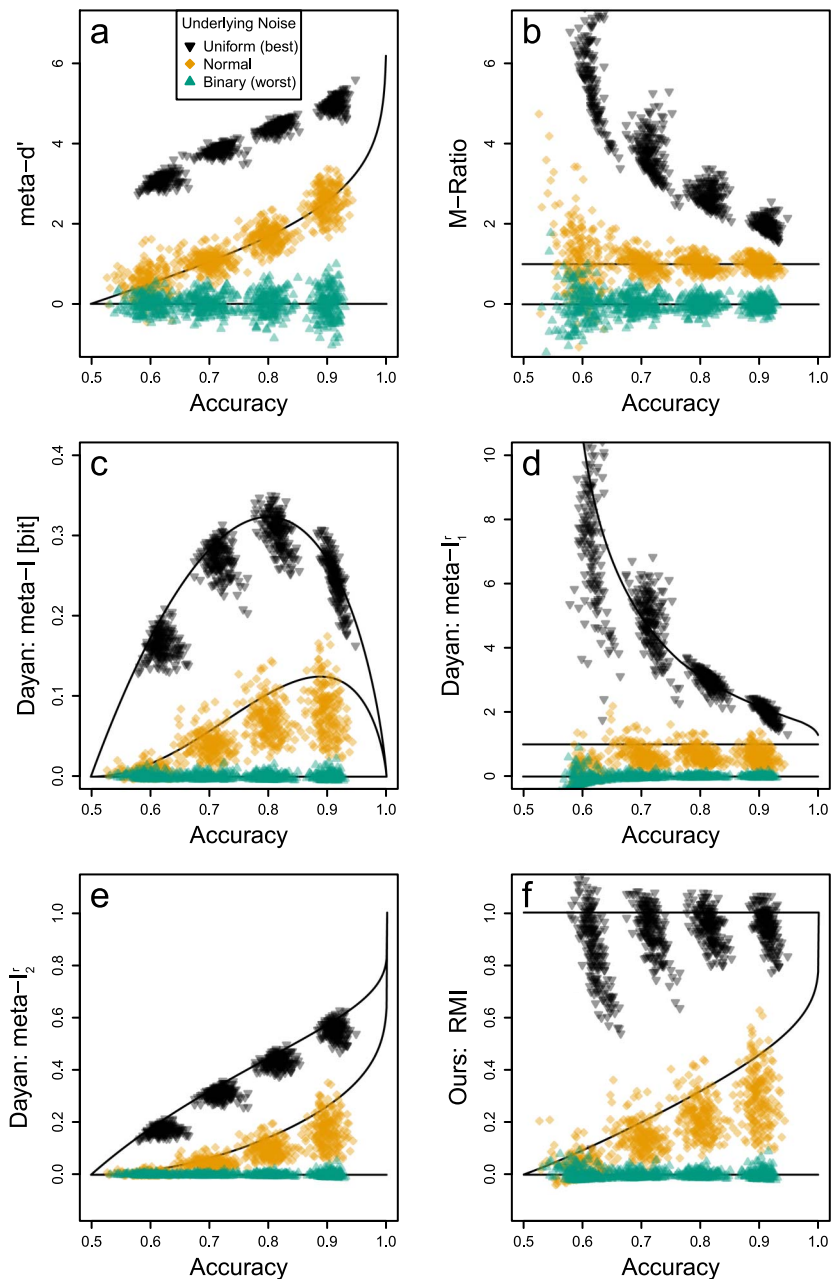 a
Underlying Noise
Uniform (best)
Normal
Binary (worst)
meta−d'
6
4
2
0
0.5 0.6 0.7 0.8 0.9 1.0
Accuracy
b
M−Ratio
6
4
2
0
0.5 0.6 0.7 0.8 0.9 1.0
Accuracy
c
Dayan: meta−I [bit]
0.4
0.3
0.2
0.1
0.0
0.5 0.6 0.7 0.8 0.9 1.0
Accuracy
d
Dayan: meta−I₁ʳ
10
8
6
4
2
0
0.5 0.6 0.7 0.8 0.9 1.0
Accuracy
e
Dayan: meta−I₂ʳ
1.0
0.8
0.6
0.4
0.2
0.0
0.5 0.6 0.7 0.8 0.9 1.0
Accuracy
f
Ours: RMI
1.0
0.8
0.6
0.4
0.2
0.0
0.5 0.6 0.7 0.8 0.9 1.0
Accuracy